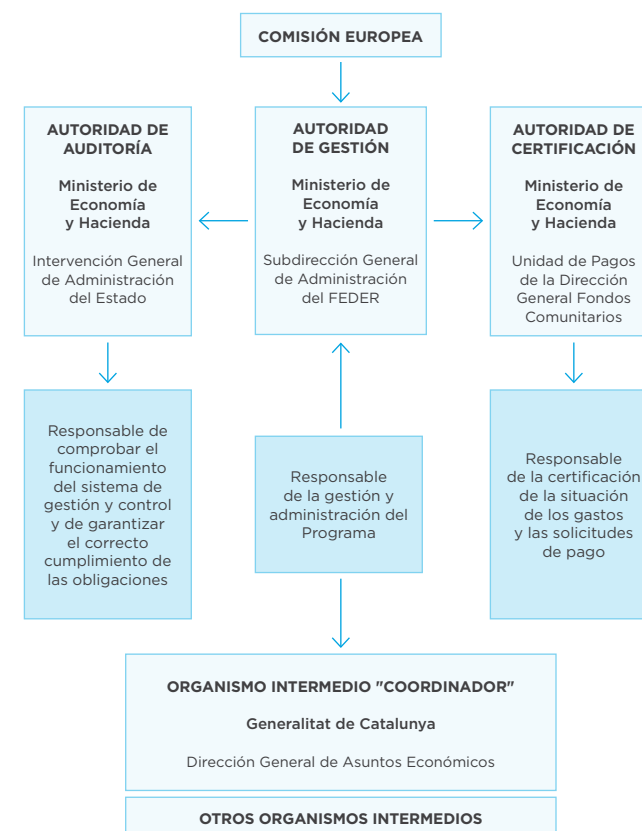 COMISIÓN EUROPEA
AUTORIDAD DE
AUDITORÍA
Ministerio de
Economía
y Hacienda
Intervención General
de Administración
del Estado
AUTORIDAD
DE GESTIÓN
Ministerio de
Economía
y Hacienda
Subdirección General
de Administración
del FEDER
AUTORIDAD DE
CERTIFICACIÓN
Ministerio de
Economía
y Hacienda
Unidad de Pagos
de la Dirección
General Fondos
Comunitarios
Responsable de
comprobar el
funcionamiento
del sistema de
gestión y control
y de garantizar
el correcto
cumplimiento de
las obligaciones
Responsable
de la gestión y
administración del
Programa
Responsable
de la certificación
de la situación
de los gastos
y las solicitudes
de pago
ORGANISMO INTERMEDIO "COORDINADOR"
Generalitat de Catalunya
Dirección General de Asuntos Económicos
OTROS ORGANISMOS INTERMEDIOS